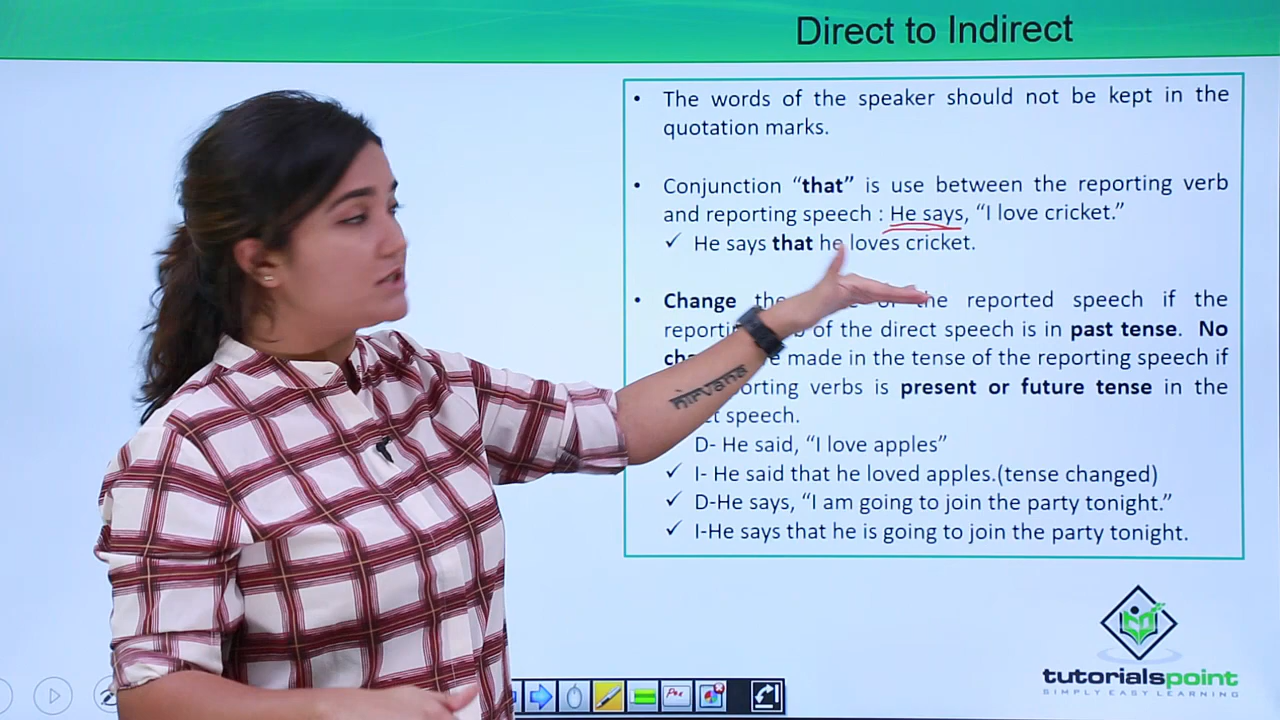 Direct to Indirect
• The words of the speaker should not be kept in the
quotation marks.
• Conjunction “that” is use between the reporting verb
and reporting speech : He says, “I love cricket.”
✓ He says that he loves cricket.
• Change the reported speech if the
of the direct speech is in past tense. No
made in the tense of the reporting speech if
verbs is present or future tense in the
speech.
D- He said, “I love apples”
✓ I- He said that he loved apples.(tense changed)
✓ D-He says, “I am going to join the party tonight.”
✓ I-He says that he is going to join the party tonight.
nirvana
tutorialspoint
SIMPLY EASY LEARNING
Pen